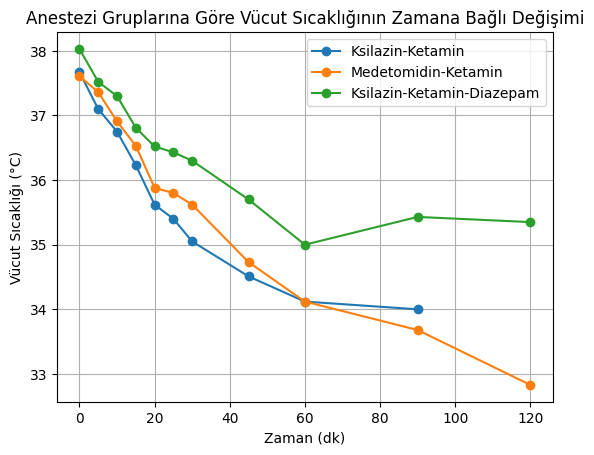 Anestezi Gruplarına Göre Vücut Sıcaklığının Zamana Bağlı Değişimi
Ksilazin-Ketamin
Medetomidin-Ketamin
Ksilazin-Ketamin-Diazepam
Vücut Sıcaklığı (°C)
38
37
36
35
34
33
0 20 40 60 80 100 120
Zaman (dk)